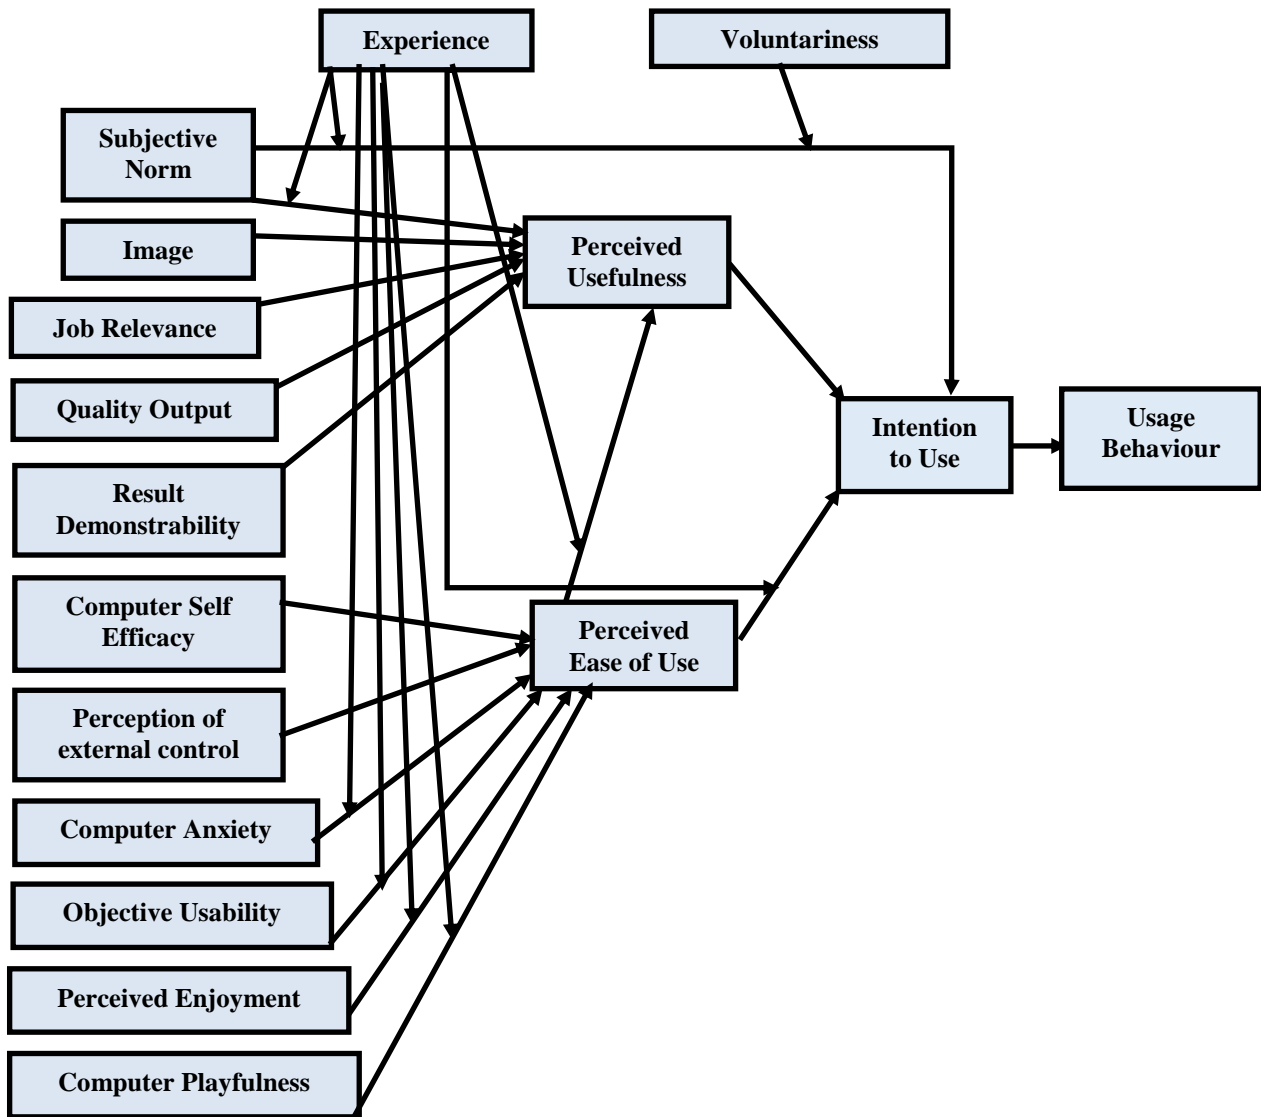 Experience
Voluntariness
Subjective
Norm
Image
Job Relevance
Quality Output
Result
Demonstrability
Computer Self
Efficacy
Perception of
external control
Computer Anxiety
Objective Usability
Perceived Enjoyment
Computer Playfulness
Perceived
Usefulness
Perceived
Ease of Use
Intention
to Use
Usage
Behaviour